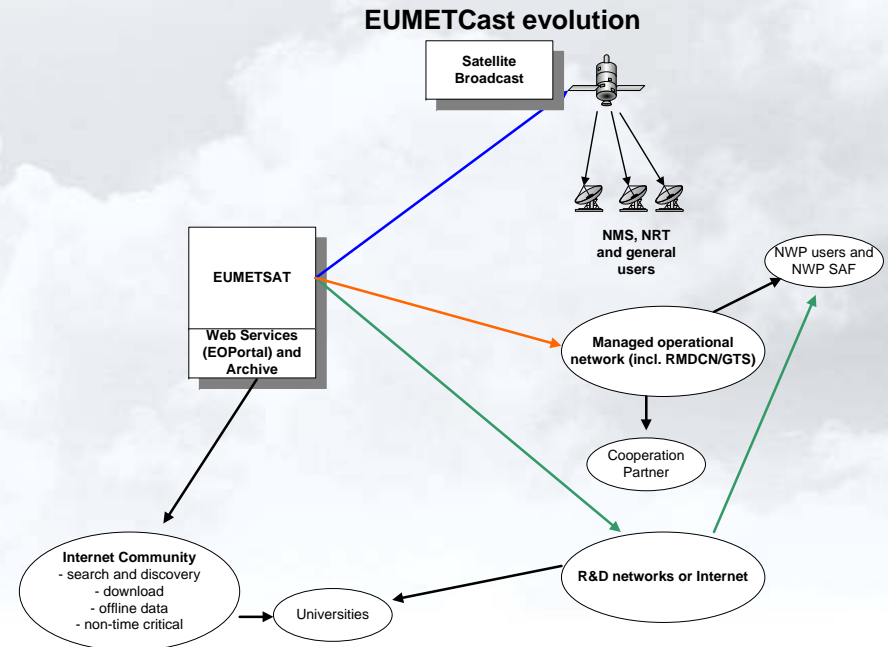 EUMETCast evolution
Satellite
Broadcast
NMS, NRT
and general
users
NWP users and
NWP SAF
EUMETSAT
Web Services
(EOPortal) and
Archive
Managed operational
network (incl. RMDCN/GTS)
Cooperation
Partner
Internet Community
- search and discovery
- download
- offline data
- non-time critical
Universities
R&D networks or Internet